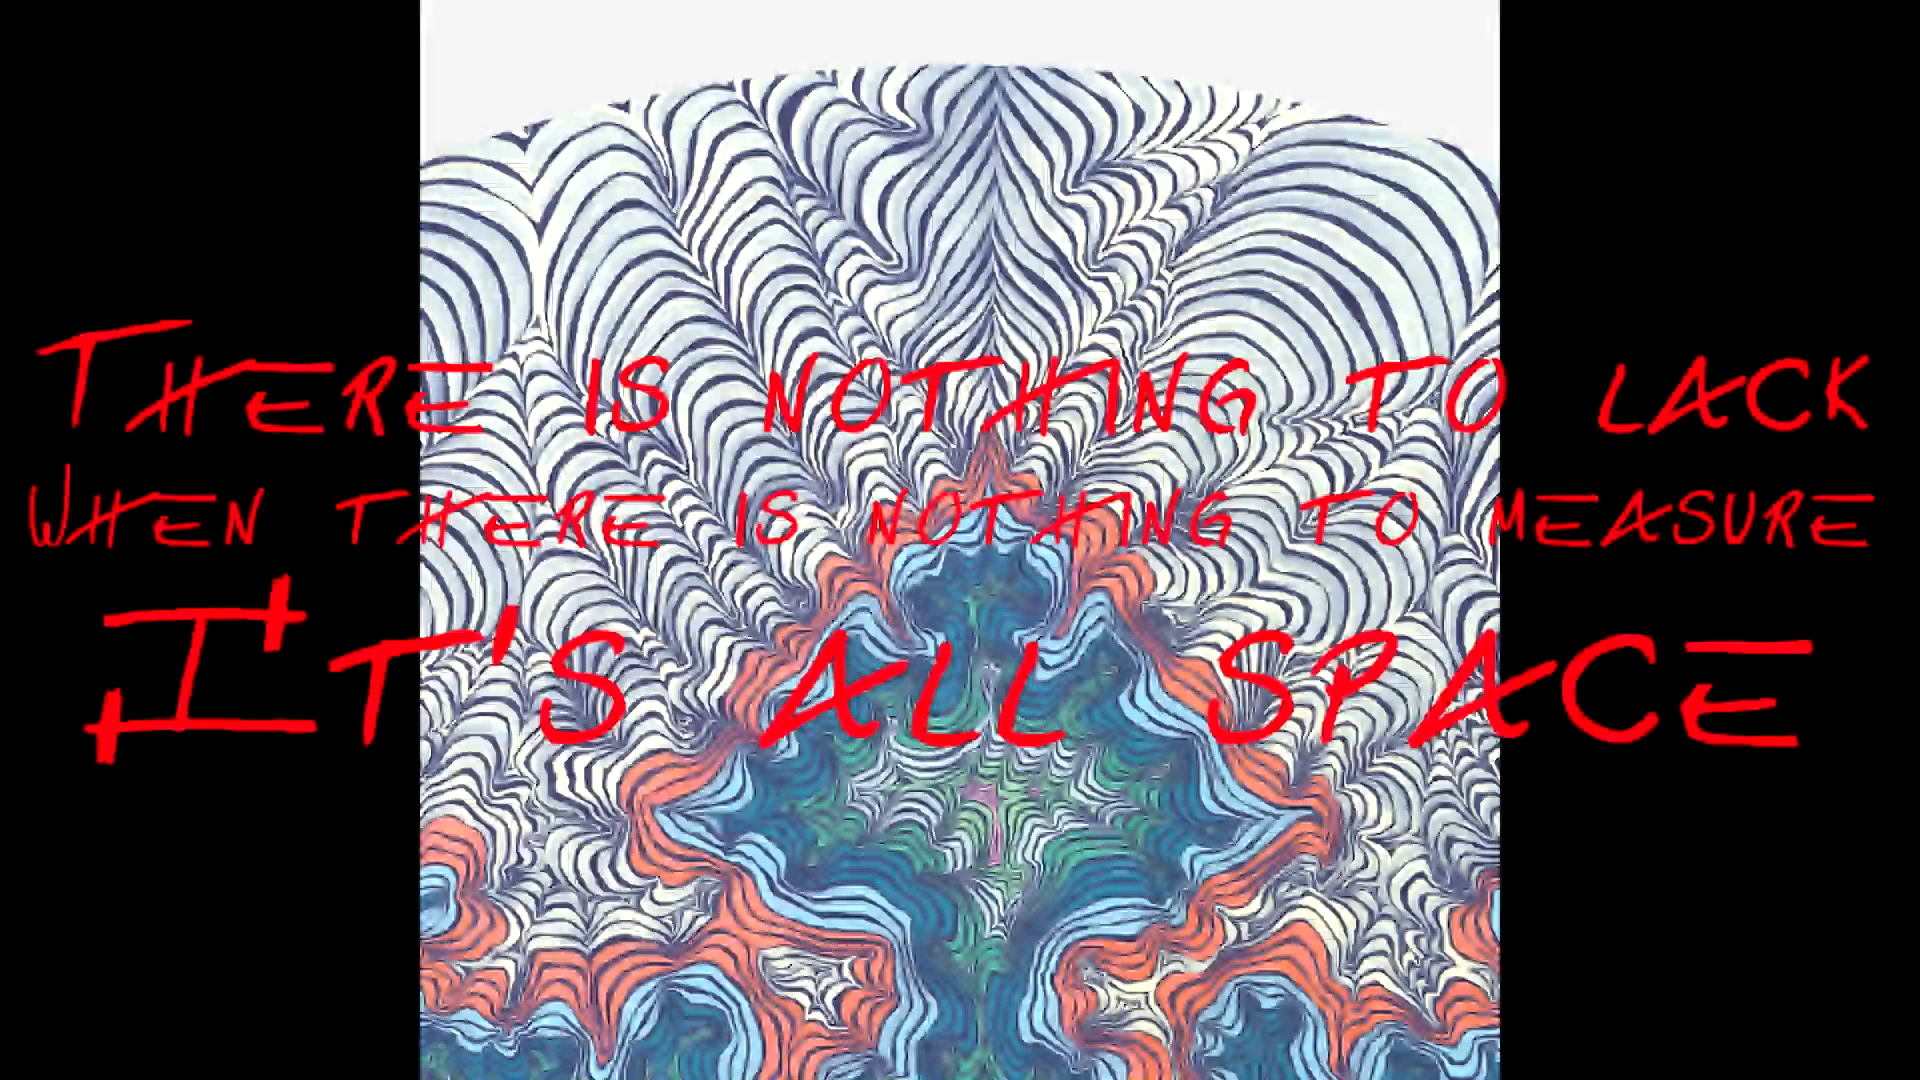 There is nothing to lack
When there is nothing to measure
It's all space